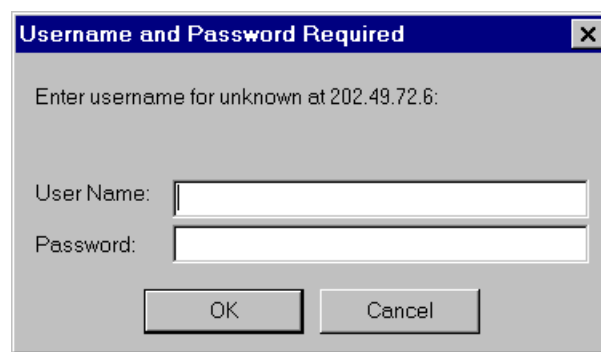 Username and Password Required
Enter username for unknown at 202.49.72.6:
User Name:
Password:
OK Cancel